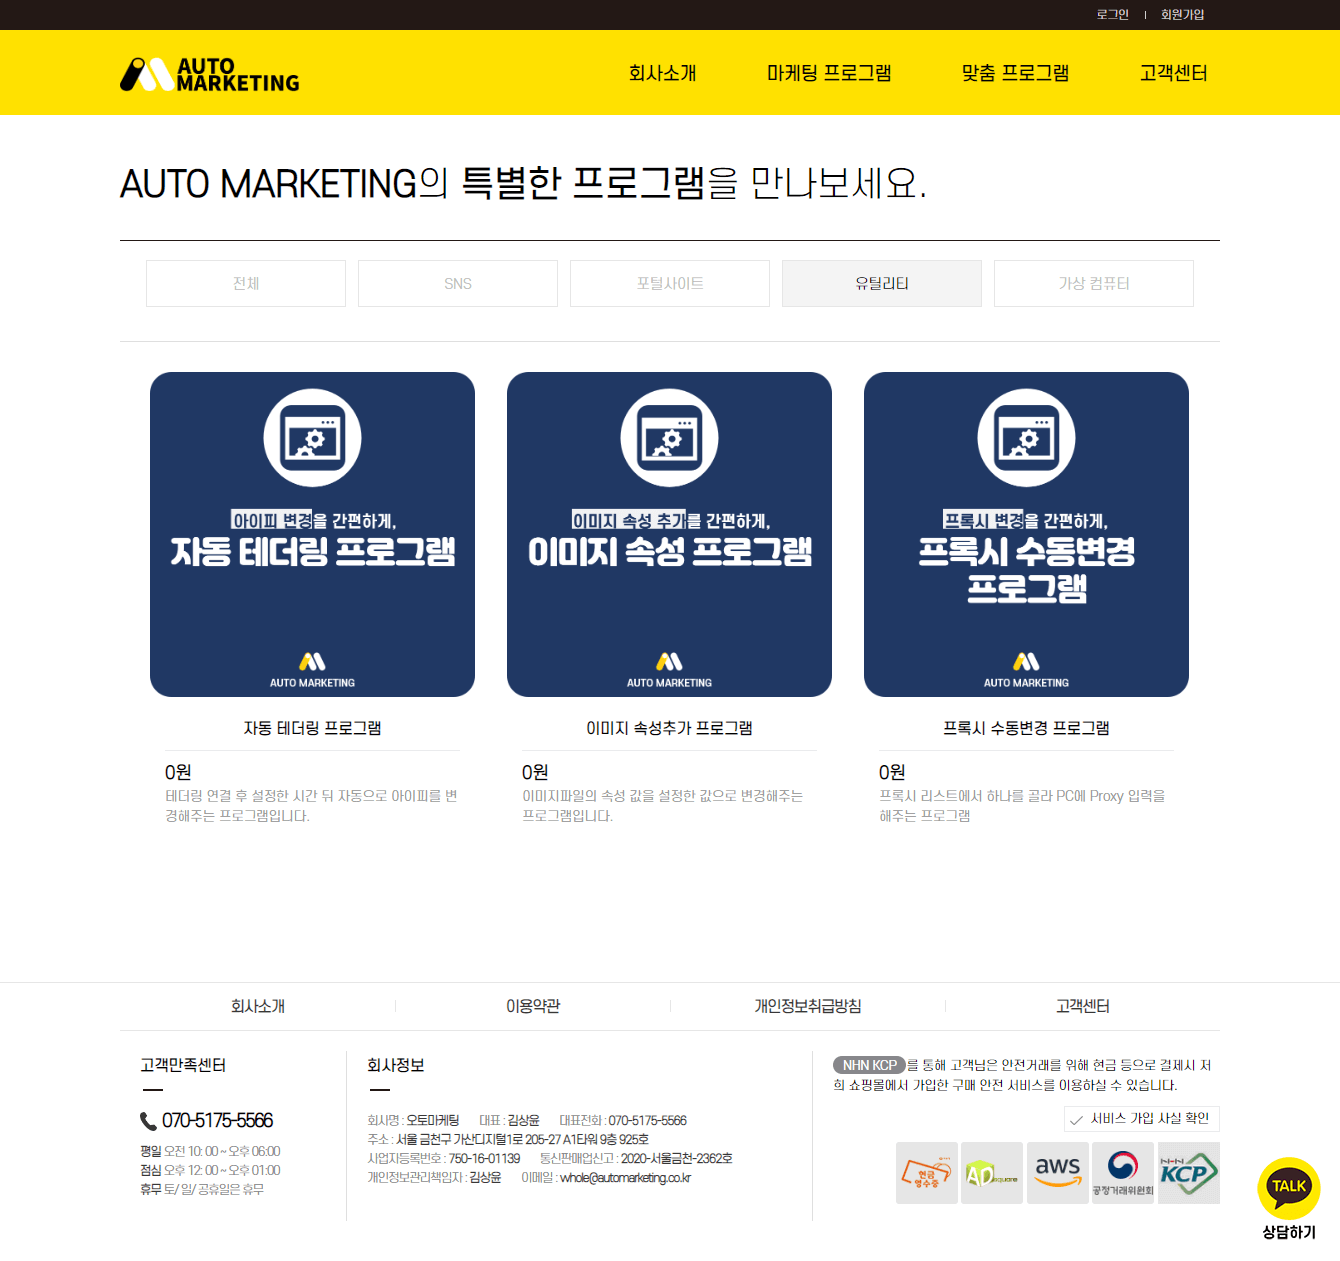 로그인 회원가입
AUTO
MARKETING
회사소개 마케팅 프로그램 맞춤 프로그램 고객센터
AUTO MARKETING의 특별한 프로그램을 만나보세요.
전체 SNS 포털사이트 유틸리티 가상 컴퓨터
아이피 변경을 간편하게,
자동 테더링 프로그램
AUTO MARKETING
이미지 속성 추가를 간편하게,
이미지 속성 프로그램
AUTO MARKETING
프록시 변경을 간편하게,
프록시 수동변경
프로그램
AUTO MARKETING
자동 테더링 프로그램
0원
테더링 연결 후 설정한 시간 뒤 자동으로 아이피를 변
경해주는 프로그램입니다.
이미지 속성추가 프로그램
0원
이미지파일의 속성 값을 설정한 값으로 변경해주는
프로그램입니다.
프록시 수동변경 프로그램
0원
프록시 리스트에서 하나를 골라 PC에 Proxy 입력을
해주는 프로그램
회사소개 이용약관 개인정보취급방침 고객센터
고객만족센터
070-5175-5566
평일 오전 10: 00 ~ 오후 06:00
점심 오후 12: 00 ~ 오후 01:00
휴무 토/ 일/ 공휴일은 휴무
회사정보
회사명 : 오토마케팅 대표 : 김상윤 대표전화 : 070-5175-5566
주소 : 서울 금천구 가산디지털1로 205-27 A1타워 9층 925호
사업자등록번호 : 750-16-01139 통신판매업신고 : 2020-서울금천-2362호
개인정보관리책임자 : 김상윤 이메일 : whole@automarketing.co.kr
NHN KCP를 통해 고객님은 안전거래를 위해 현금 등으로 결제시 저
희 쇼핑몰에서 가입한 구매 안전 서비스를 이용하실 수 있습니다.
서비스 가입 사실 확인
현금
영수증
AD square
aws
공정거래위원회
NHN
KCP
TALK
상담하기